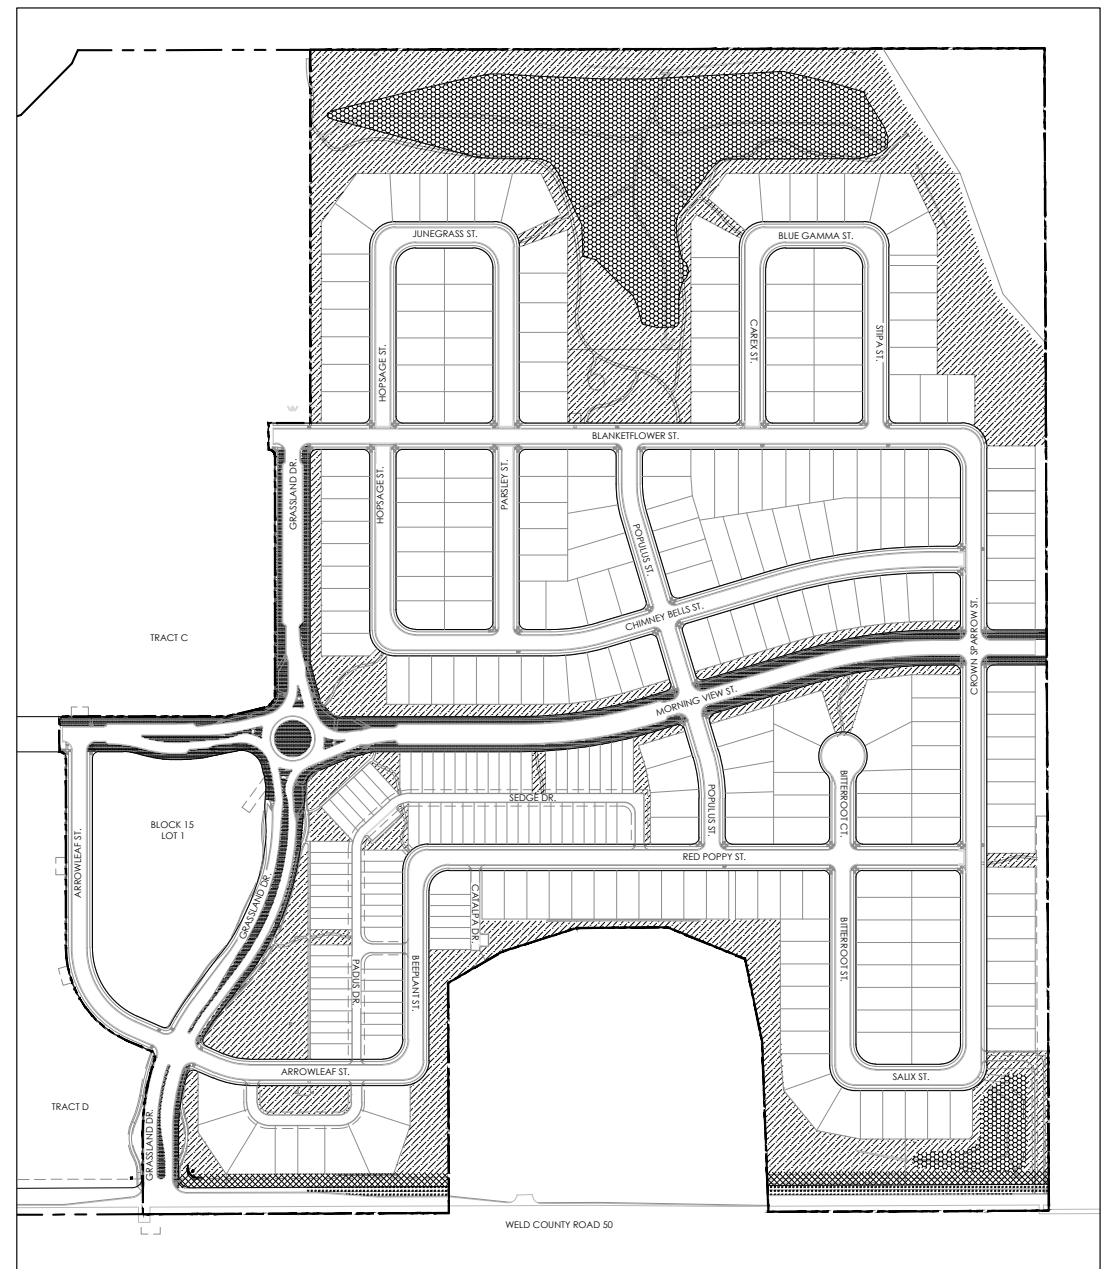 JUNEGRASS ST.
BLUE GAMMA ST.
HOPSAGE ST.
CAREX ST.
STIPA ST.
BLANKETFLOWER ST.
GRASSLAND DR.
HOPSAGE ST.
PARSLEY ST.
POPULUS ST.
CHIMNEY BELLS ST.
CROWN SPARROW ST.
TRACT C
MORNING VIEW ST.
SEDGE DR.
POPULUS ST.
BITTERROOT CT.
BLOCK 15
LOT 1
ARROWLEAF ST.
RED POPPY ST.
GRASSLAND DR.
CATALPA DR.
BITTERROOT ST.
PADUS DR.
BEEPLANT ST.
ARROWLEAF ST.
SALIX ST.
TRACT D
GRASSLAND DR.
WELD COUNTY ROAD 50